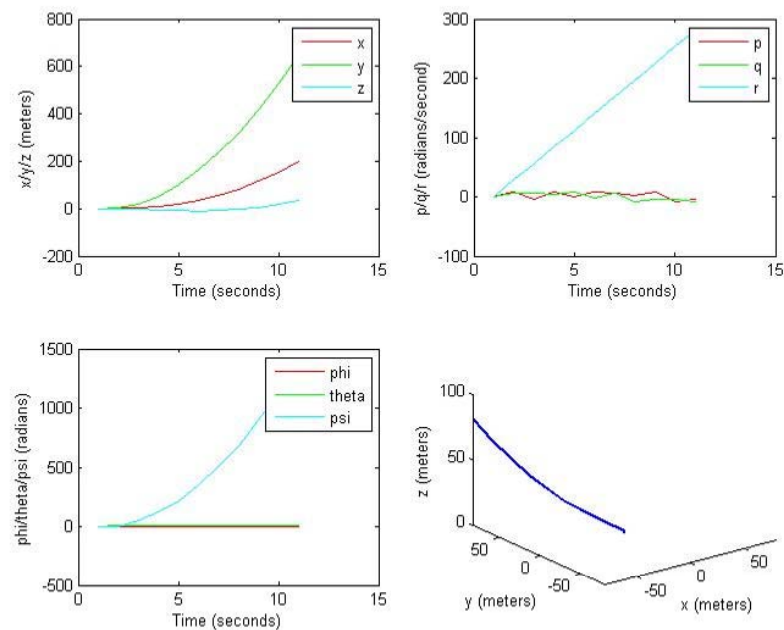 800
600
400
200
0
-200
x/y/z (meters)
0
5
10
15
Time (seconds)
x
y
z
300
200
100
0
-100
p/q/r (radians/second)
0
5
10
15
Time (seconds)
p
q
r
1500
1000
500
0
-500
phi/theta/psi (radians)
0
5
10
15
Time (seconds)
phi
theta
psi
100
50
0
z (meters)
50
0
-50
y (meters)
-50
0
50
x (meters)